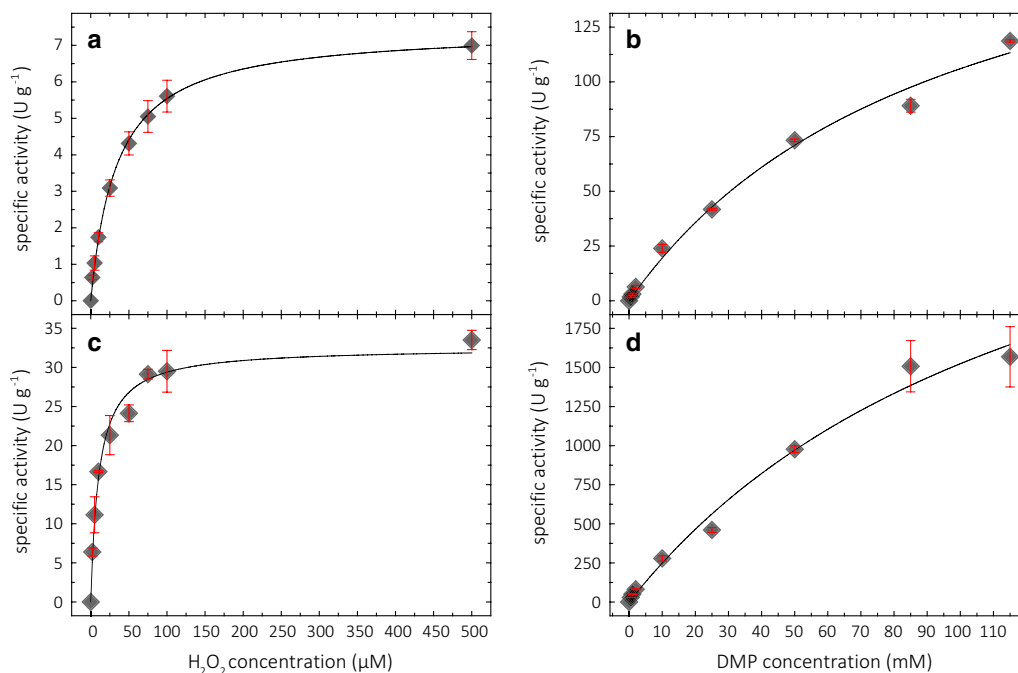 a
specific activity (U g⁻¹)
7
6
5
4
3
2
1
0
b
specific activity (U g⁻¹)
125
100
75
50
25
0
c
specific activity (U g⁻¹)
35
30
25
20
15
10
5
0
0 50 100 150 200 250 300 350 400 450 500
H₂O₂ concentration (µM)
d
specific activity (U g⁻¹)
1750
1500
1250
1000
750
500
250
0
0 10 20 30 40 50 60 70 80 90 100 110
DMP concentration (mM)